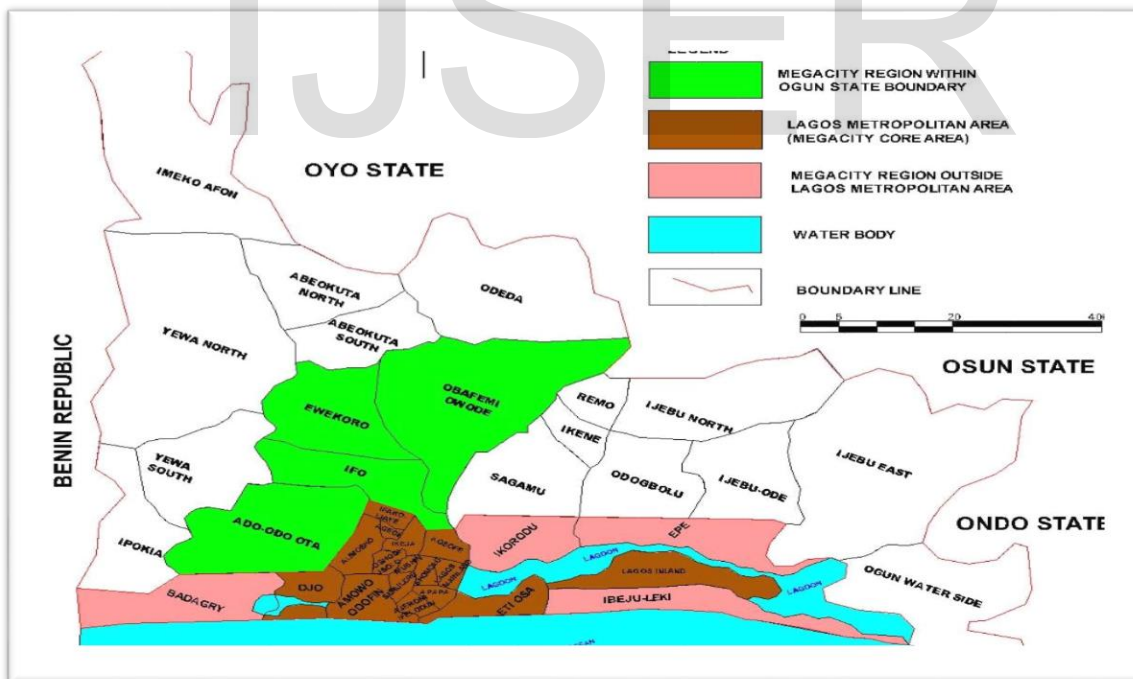 IJSER
LEGEND
MEGACITY REGION WITHIN
OGUN STATE BOUNDARY
LAGOS METROPOLITAN AREA
(MEGACITY CORE AREA)
MEGACITY REGION OUTSIDE
LAGOS METROPOLITAN AREA
WATER BODY
BOUNDARY LINE
0 5 20 40
OYO STATE
IMEKO AFON
ABEOKUTA
NORTH
ODEDA
ABEOKUTA
SOUTH
YEWA NORTH
OSUN STATE
BENIN REPUBLIC
OBAFEMI
OWODE
EWEKORO
REMO
IJEBU NORTH
IKENE
YEWA
SOUTH
IFO
SAGAMU
ODOGBOLU
IJEBU-ODE
IJEBU EAST
ADO-ODO OTA
IPOKIA
IKORODU
EPE
ONDO STATE
LAGOON
LAGOON
LAGOS INLAND
LAGOON
OGUN WATER SIDE
BADAGRY
OJO
AMOWO
ODOFIN
ETI OSA
IBEJU-LEKI